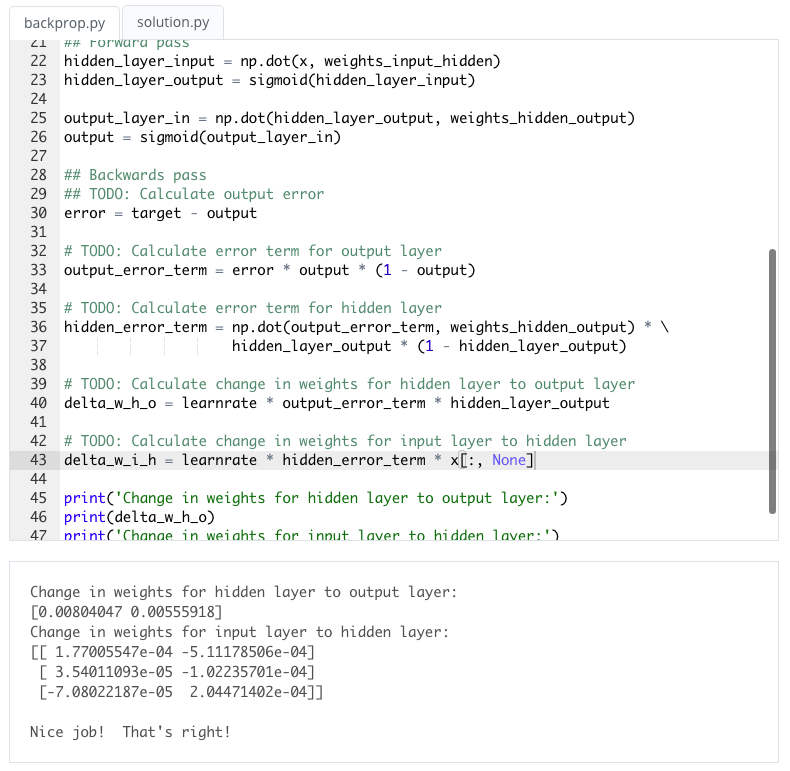 backprop.py solution.py
21 ## Forward pass
22 hidden_layer_input = np.dot(x, weights_input_hidden)
23 hidden_layer_output = sigmoid(hidden_layer_input)
24
25 output_layer_in = np.dot(hidden_layer_output, weights_hidden_output)
26 output = sigmoid(output_layer_in)
27
28 ## Backwards pass
29 ## TODO: Calculate output error
30 error = target - output
31
32 # TODO: Calculate error term for output layer
33 output_error_term = error * output * (1 - output)
34
35 # TODO: Calculate error term for hidden layer
36 hidden_error_term = np.dot(output_error_term, weights_hidden_output) * \
37 hidden_layer_output * (1 - hidden_layer_output)
38
39 # TODO: Calculate change in weights for hidden layer to output layer
40 delta_w_h_o = learnrate * output_error_term * hidden_layer_output
41
42 # TODO: Calculate change in weights for input layer to hidden layer
43 delta_w_i_h = learnrate * hidden_error_term * x[:, None]
44
45 print('Change in weights for hidden layer to output layer:')
46 print(delta_w_h_o)
47 print('Change in weights for input layer to hidden layer:')
Change in weights for hidden layer to output layer:
[0.00804047 0.00555918]
Change in weights for input layer to hidden layer:
[[ 1.77005547e-04 -5.11178506e-04]
[ 3.54011093e-05 -1.02235701e-04]
[-7.08022187e-05 2.04471402e-04]]
Nice job! That's right!